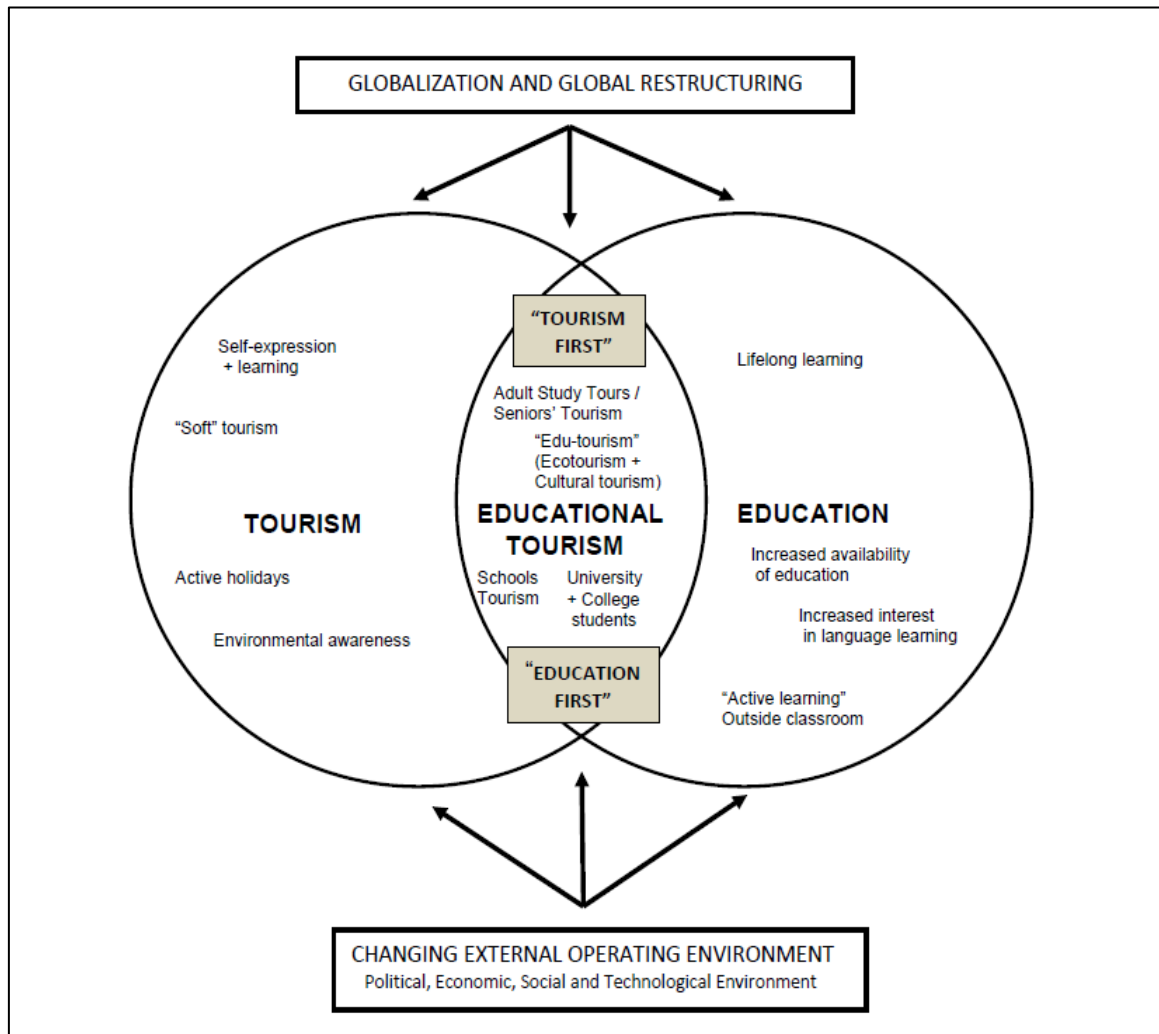 GLOBALIZATION AND GLOBAL RESTRUCTURING
“TOURISM
FIRST”
Self-expression
+ learning
“Soft” tourism
TOURISM
Active holidays
Environmental awareness
Adult Study Tours /
Seniors’ Tourism
“Edu-tourism”
(Ecotourism +
Cultural tourism)
EDUCATIONAL
TOURISM
Schools
Tourism
University
+ College
students
“EDUCATION
FIRST”
Lifelong learning
EDUCATION
Increased availability
of education
Increased interest
in language learning
“Active learning”
Outside classroom
CHANGING EXTERNAL OPERATING ENVIRONMENT
Political, Economic, Social and Technological Environment